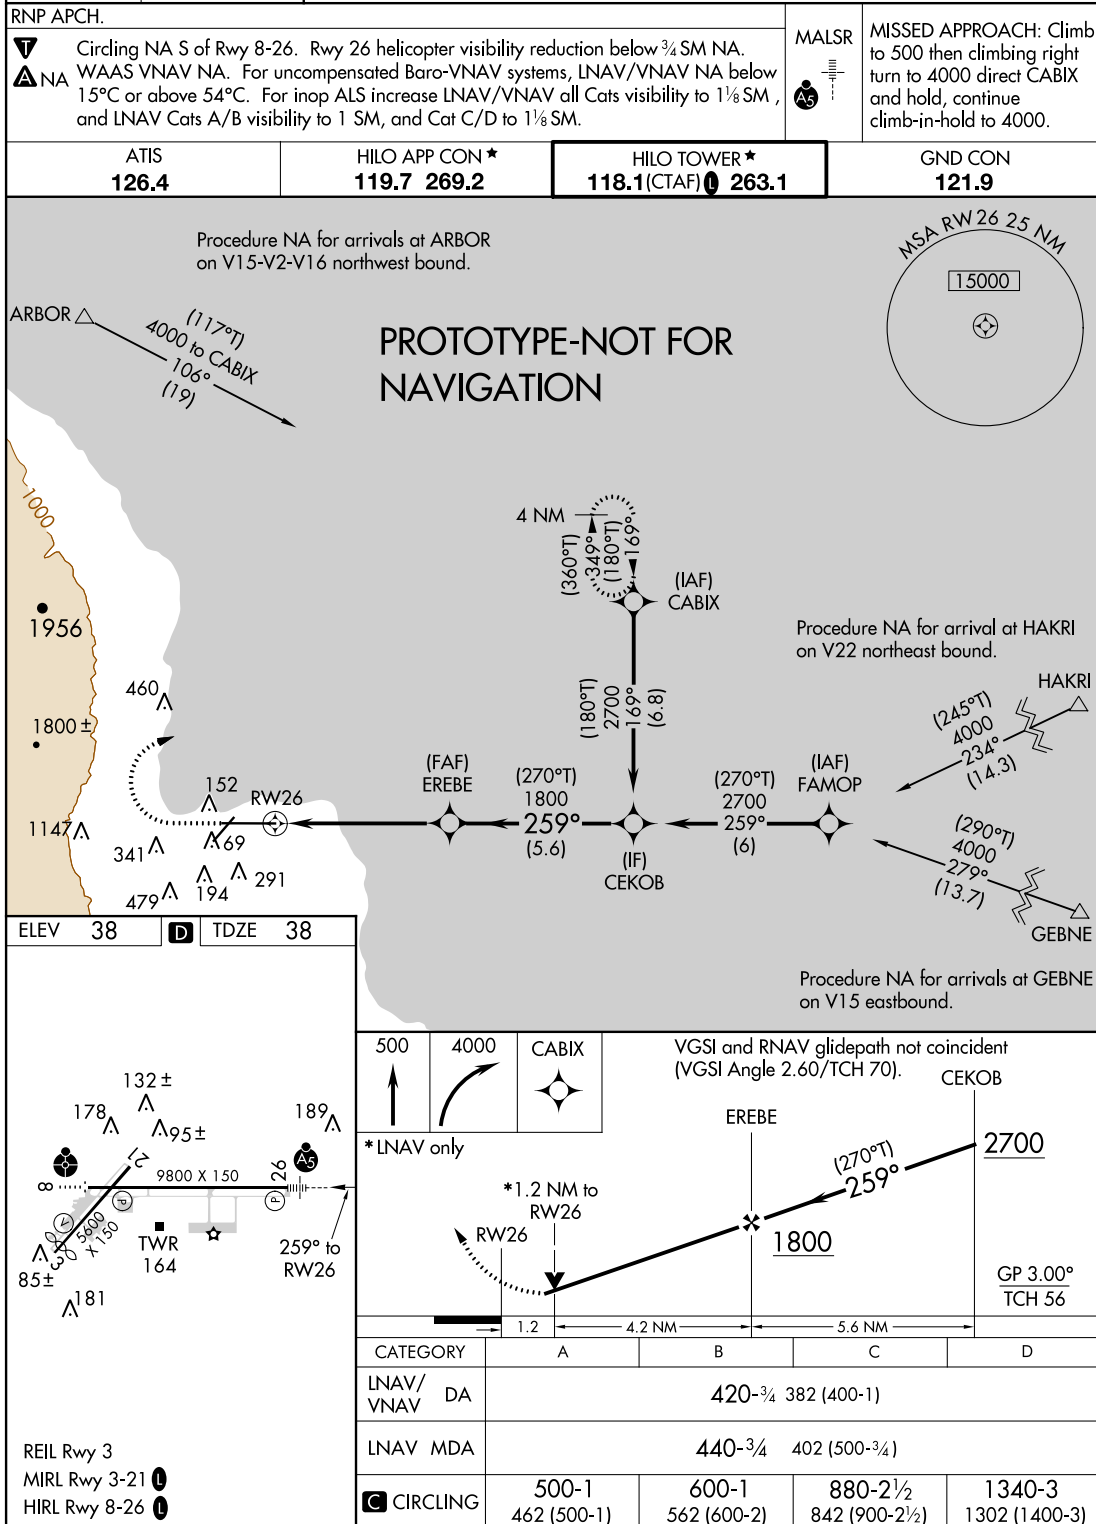 RNP APCH.
T
A NA
Circling NA S of Rwy 8-26. Rwy 26 helicopter visibility reduction below 3/4 SM NA.
WAAS VNAV NA. For uncompensated Baro-VNAV systems, LNAV/VNAV NA below
15°C or above 54°C. For inop ALS increase LNAV/VNAV all Cats visibility to 1 1/8 SM ,
and LNAV Cats A/B visibility to 1 SM, and Cat C/D to 1 1/8 SM.
MALSR
A5
MISSED APPROACH: Climb
to 500 then climbing right
turn to 4000 direct CABIX
and hold, continue
climb-in-hold to 4000.
ATIS
126.4
HILO APP CON ★
119.7 269.2
HILO TOWER ★
118.1(CTAF) L 263.1
GND CON
121.9
Procedure NA for arrivals at ARBOR
on V15-V2-V16 northwest bound.
MSA RW26 25 NM
15000
ARBOR
(117°T)
4000 to CABIX
106°
(19)
PROTOTYPE-NOT FOR
NAVIGATION
1000
4 NM
(360°T)
349°
(180°T)
169°
(IAF)
CABIX
1956
Procedure NA for arrival at HAKRI
on V22 northeast bound.
HAKRI
460
1800 ±
(180°T)
2700
169°
(6.8)
(245°T)
4000
234°
(14.3)
152
RW26
(FAF)
EREBE
(270°T)
1800
259°
(5.6)
(270°T)
2700
259°
(6)
(IAF)
FAMOP
1147
341
69
(IF)
CEKOB
(290°T)
4000
279°
(13.7)
479
194
291
GEBNE
Procedure NA for arrivals at GEBNE
on V15 eastbound.
ELEV 38
D
TDZE 38
132 ±
178
95 ±
189
21
9800 X 150
26
A5
8
P
P
V
5600
X 150
3
TWR
164
259° to
RW26
85 ±
181
REIL Rwy 3
MIRL Rwy 3-21 L
HIRL Rwy 8-26 L
500
4000
CABIX
VGSI and RNAV glidepath not coincident
(VGSI Angle 2.60/TCH 70).
* LNAV only
CEKOB
EREBE
2700
(270°T)
259°
*1.2 NM to
RW26
RW26
1800
GP 3.00°
TCH 56
1.2
4.2 NM
5.6 NM
CATEGORY A B C D
LNAV/
VNAV DA 420-3/4 382 (400-1)
LNAV MDA 440-3/4 402 (500-3/4)
C CIRCLING
500-1 600-1 880-2 1/2 1340-3
462 (500-1) 562 (600-2) 842 (900-2 1/2) 1302 (1400-3)